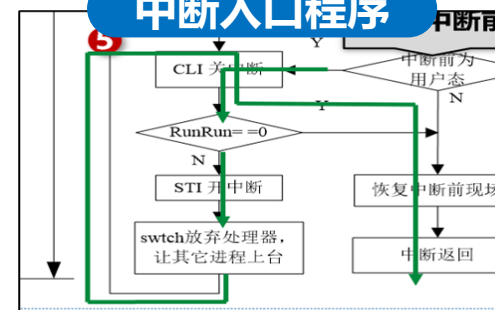 中断入口程序
中断前
5
Y
CLI 关中断
中断前为
用户态
Y
N
RunRun= =0
N
STI 开中断
恢复中断前现场
swtch放弃处理器，
让其它进程上台
中断返回